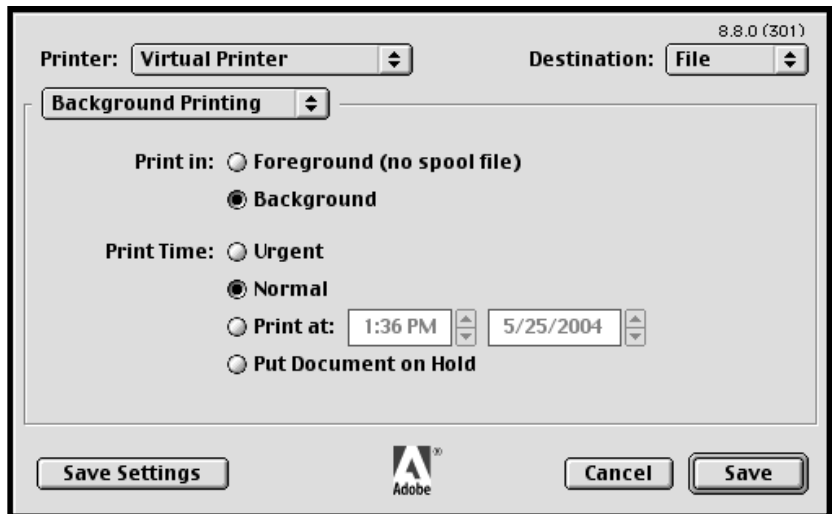 8.8.0 (301)
Printer: Virtual Printer Destination: File
Background Printing
Print in: Foreground (no spool file)
Background
Print Time: Urgent
Normal
Print at: 1:36 PM 5/25/2004
Put Document on Hold
Save Settings Adobe® Cancel Save